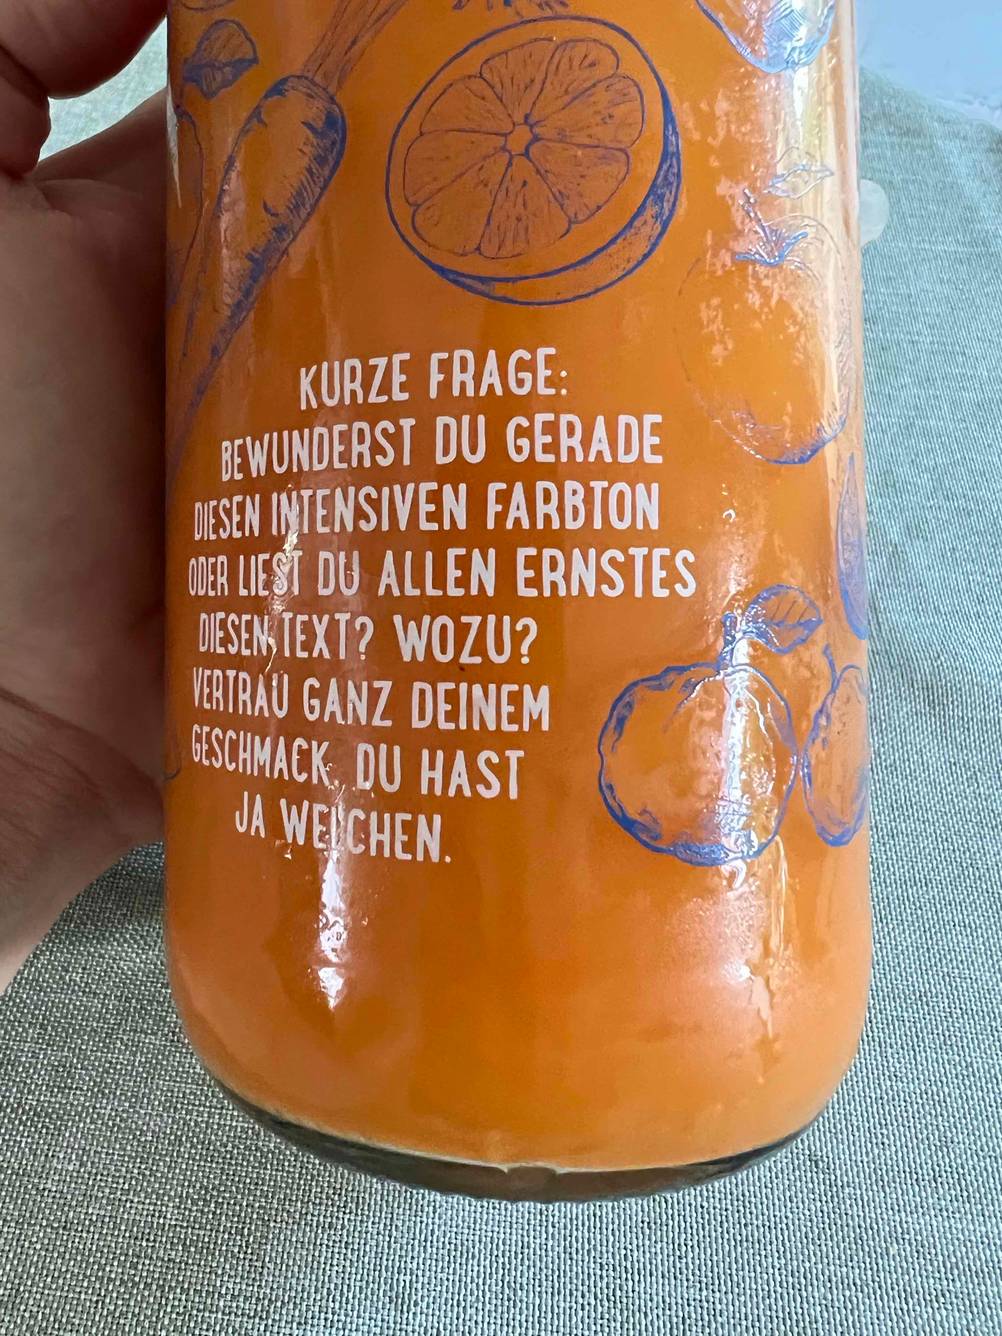 KURZE FRAGE:
BEWUNDERST DU GERADE
DIESEN INTENSIVEN FARBTON
ODER LIEST DU ALLEN ERNSTES
DIESEN TEXT? WOZU?
VERTRAU GANZ DEINEM
GESCHMACK. DU HAST
JA WELCHEN.